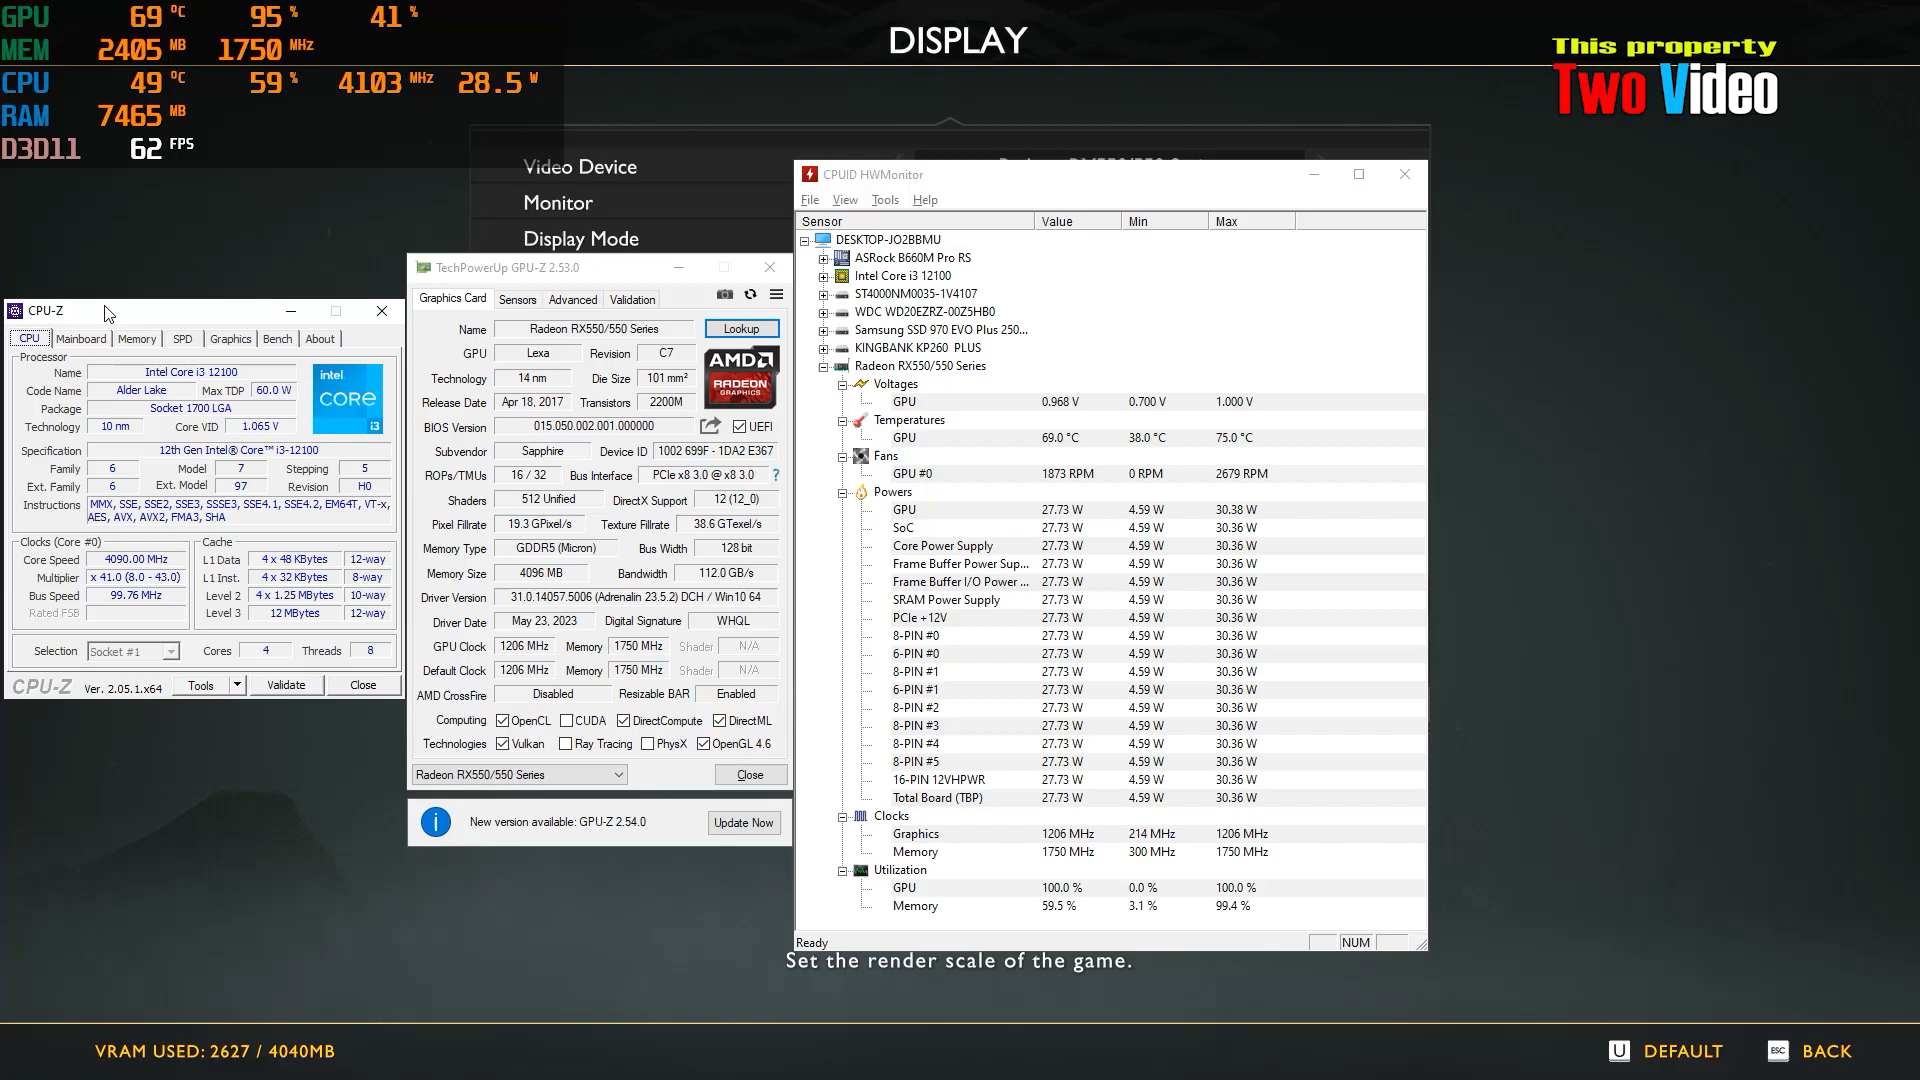 GPU 69 °C 95 % 41 %
MEM 2405 MB 1750 MHz
CPU 49 °C 59 % 4103 MHz 28.5 W
RAM 7465 MB
D3D11 62 FPS
DISPLAY
This property
Two Video
Video Device
Monitor
Display Mode
CPU-Z
CPU Mainboard Memory SPD Graphics Bench About
Processor
Name Intel Core i3 12100
Code Name Alder Lake Max TDP 60.0 W
Package Socket 1700 LGA
Technology 10 nm Core VID 1.065 V
intel
CORE
i3
Specification 12th Gen Intel® Core™ i3-12100
Family 6 Model 7 Stepping 5
Ext. Family 6 Ext. Model 97 Revision H0
Instructions MMX, SSE, SSE2, SSE3, SSSE3, SSE4.1, SSE4.2, EM64T, VT-x,
AES, AVX, AVX2, FMA3, SHA
Clocks (Core #0) Cache
Core Speed 4090.00 MHz L1 Data 4 x 48 KBytes 12-way
Multiplier x 41.0 (8.0 - 43.0) L1 Inst. 4 x 32 KBytes 8-way
Bus Speed 99.76 MHz Level 2 4 x 1.25 MBytes 10-way
Rated FSB Level 3 12 MBytes 12-way
Selection Socket #1 Cores 4 Threads 8
CPU-Z Ver. 2.05.1.x64 Tools Validate Close
TechPowerUp GPU-Z 2.53.0
Graphics Card Sensors Advanced Validation
Name Radeon RX550/550 Series Lookup
GPU Lexa Revision C7
Technology 14 nm Die Size 101 mm²
Release Date Apr 18, 2017 Transistors 2200M
AMD
RADEON
GRAPHICS
BIOS Version 015.050.002.001.000000 UEFI
Subvendor Sapphire Device ID 1002 699F - 1DA2 E367
ROPs/TMUs 16 / 32 Bus Interface PCIe x8 3.0 @ x8 3.0 ?
Shaders 512 Unified DirectX Support 12 (12_0)
Pixel Fillrate 19.3 GPixel/s Texture Fillrate 38.6 GTexel/s
Memory Type GDDR5 (Micron) Bus Width 128 bit
Memory Size 4096 MB Bandwidth 112.0 GB/s
Driver Version 31.0.14057.5006 (Adrenalin 23.5.2) DCH / Win10 64
Driver Date May 23, 2023 Digital Signature WHQL
GPU Clock 1206 MHz Memory 1750 MHz Shader N/A
Default Clock 1206 MHz Memory 1750 MHz Shader N/A
AMD CrossFire Disabled Resizable BAR Enabled
Computing OpenCL CUDA DirectCompute DirectML
Technologies Vulkan Ray Tracing PhysX OpenGL 4.6
Radeon RX550/550 Series Close
New version available: GPU-Z 2.54.0 Update Now
CPUID HWMonitor
File View Tools Help
Sensor Value Min Max
DESKTOP-JO2BBMU
ASRock B660M Pro RS
Intel Core i3 12100
ST4000NM0035-1V4107
WDC WD20EZRZ-00Z5HB0
Samsung SSD 970 EVO Plus 250...
KINGBANK KP260 PLUS
Radeon RX550/550 Series
Voltages
GPU 0.968 V 0.700 V 1.000 V
Temperatures
GPU 69.0 °C 38.0 °C 75.0 °C
Fans
GPU #0 1873 RPM 0 RPM 2679 RPM
Powers
GPU 27.73 W 4.59 W 30.38 W
SoC 27.73 W 4.59 W 30.36 W
Core Power Supply 27.73 W 4.59 W 30.36 W
Frame Buffer Power Sup... 27.73 W 4.59 W 30.36 W
Frame Buffer I/O Power ... 27.73 W 4.59 W 30.36 W
SRAM Power Supply 27.73 W 4.59 W 30.36 W
PCIe +12V 27.73 W 4.59 W 30.36 W
8-PIN #0 27.73 W 4.59 W 30.36 W
6-PIN #0 27.73 W 4.59 W 30.36 W
8-PIN #1 27.73 W 4.59 W 30.36 W
6-PIN #1 27.73 W 4.59 W 30.36 W
8-PIN #2 27.73 W 4.59 W 30.36 W
8-PIN #3 27.73 W 4.59 W 30.36 W
8-PIN #4 27.73 W 4.59 W 30.36 W
8-PIN #5 27.73 W 4.59 W 30.36 W
16-PIN 12VHPWR 27.73 W 4.59 W 30.36 W
Total Board (TBP) 27.73 W 4.59 W 30.36 W
Clocks
Graphics 1206 MHz 214 MHz 1206 MHz
Memory 1750 MHz 300 MHz 1750 MHz
Utilization
GPU 100.0 % 0.0 % 100.0 %
Memory 59.5 % 3.1 % 99.4 %
Ready NUM
Set the render scale of the game.
VRAM USED: 2627 / 4040MB
U DEFAULT ESC BACK